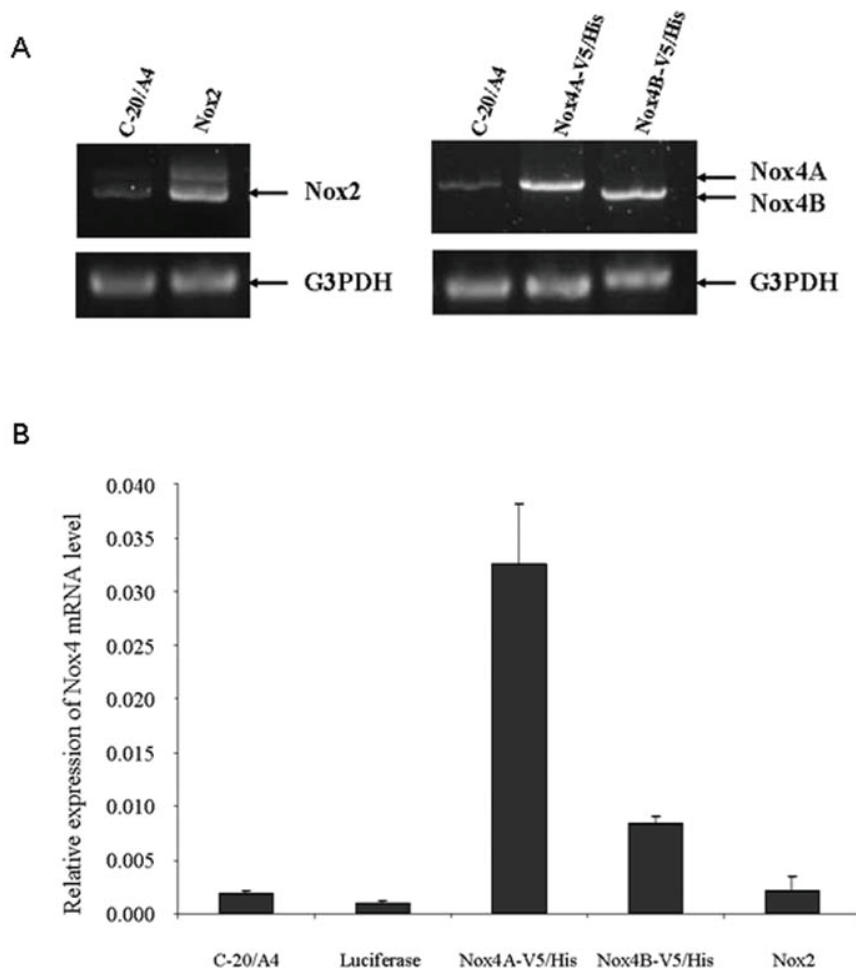 A
C-20/A4
Nox2
Nox2
G3PDH
C-20/A4
Nox4A-V5/His
Nox4B-V5/His
Nox4A
Nox4B
G3PDH
B
Relative expression of Nox4 mRNA level
0.040
0.035
0.030
0.025
0.020
0.015
0.010
0.005
0.000
C-20/A4 Luciferase Nox4A-V5/His Nox4B-V5/His Nox2